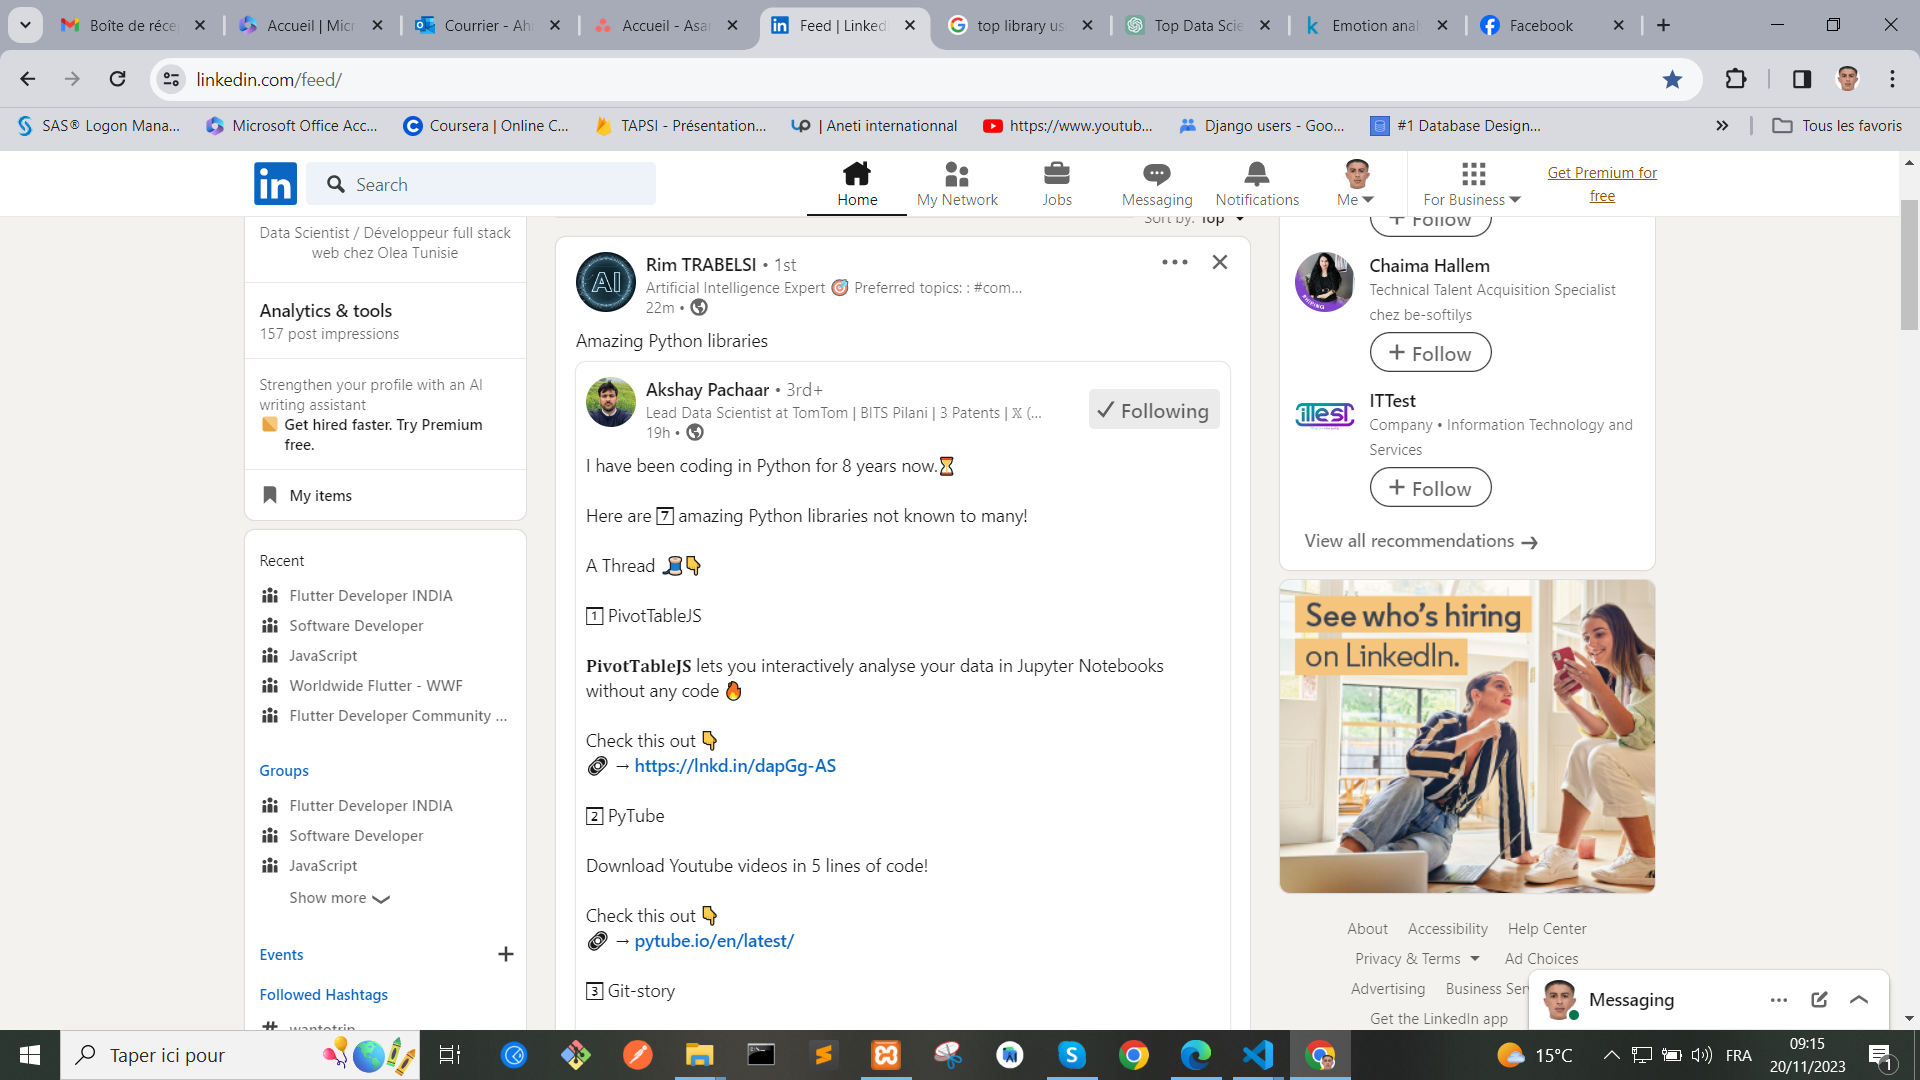 Boîte de réce
Accueil | Micr
Courrier - Ahr
Accueil - Asan
Feed | LinkedI
top library us
Top Data Scie
Emotion anal
Facebook
linkedin.com/feed/
SAS® Logon Mana...
Microsoft Office Acc...
Coursera | Online C...
TAPSI - Présentation...
| Aneti internationnal
https://www.youtub...
Django users - Goo...
#1 Database Design...
Tous les favoris
in
Search
Home
My Network
Jobs
Messaging
Notifications
Me
For Business
Get Premium for
free
Data Scientist / Développeur full stack
web chez Olea Tunisie
Analytics & tools
157 post impressions
Strengthen your profile with an AI
writing assistant
Get hired faster. Try Premium
free.
My items
Recent
Flutter Developer INDIA
Software Developer
JavaScript
Worldwide Flutter - WWF
Flutter Developer Community ...
Groups
Flutter Developer INDIA
Software Developer
JavaScript
Show more
Events
Followed Hashtags
# wantotrip
Sort by: Top
AI
Rim TRABELSI • 1st
Artificial Intelligence Expert 🎯 Preferred topics: : #com...
22m •
Amazing Python libraries
Akshay Pachaar • 3rd+
Lead Data Scientist at TomTom | BITS Pilani | 3 Patents | 𝕏 (...
19h •
✓ Following
I have been coding in Python for 8 years now.⏳
Here are 7️⃣ amazing Python libraries not known to many!
A Thread 🧵👇
1️⃣ PivotTableJS
𝐏𝐢𝐯𝐨𝐭𝐓𝐚𝐛𝐥𝐞𝐉𝐒 lets you interactively analyse your data in Jupyter Notebooks
without any code 🔥
Check this out 👇
🔗 → https://lnkd.in/dapGg-AS
2️⃣ PyTube
Download Youtube videos in 5 lines of code!
Check this out 👇
🔗 → pytube.io/en/latest/
3️⃣ Git-story
+ Follow
Chaima Hallem
Technical Talent Acquisition Specialist
chez be-softilys
#HIRING
+ Follow
ITTest
ITTest
Company • Information Technology and
Services
+ Follow
View all recommendations →
See who's hiring
on LinkedIn.
About
Accessibility
Help Center
Privacy & Terms
Ad Choices
Advertising
Business Serv
Get the LinkedIn app
Messaging
Taper ici pour
15°C
FRA
09:15
20/11/2023
1